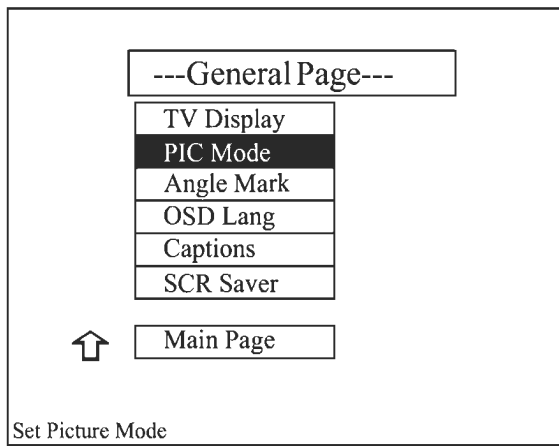 ---General Page---
TV Display
PIC Mode
Angle Mark
OSD Lang
Captions
SCR Saver
Main Page
Set Picture Mode